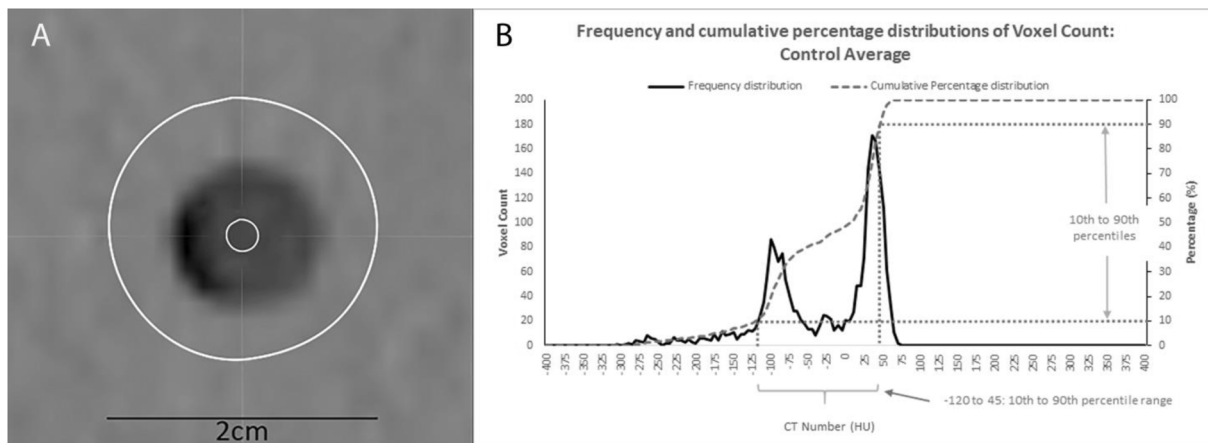 A
2cm
B
Frequency and cumulative percentage distributions of Voxel Count:
Control Average
Frequency distribution
Cumulative Percentage distribution
200
180
160
140
120
100
80
60
40
20
0
Voxel Count
100
90
80
70
60
50
40
30
20
10
0
Percentage (%)
10th to 90th
percentiles
-400 -375 -350 -325 -300 -275 -250 -225 -200 -175 -150 -125 -100 -75 -50 -25 0 25 50 75 100 125 150 175 200 225 250 275 300 325 350 375 400
-120 to 45: 10th to 90th percentile range
CT Number (HU)